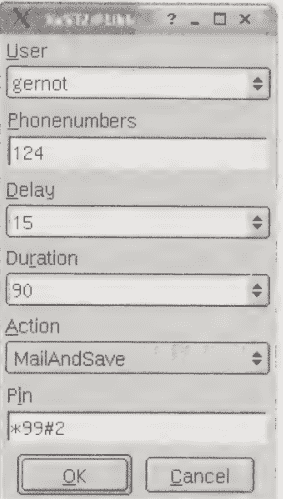 User
gernot
Phonenumbers
124
Delay
15
Duration
90
Action
MailAndSave
Pin
*99#2
OK
Cancel